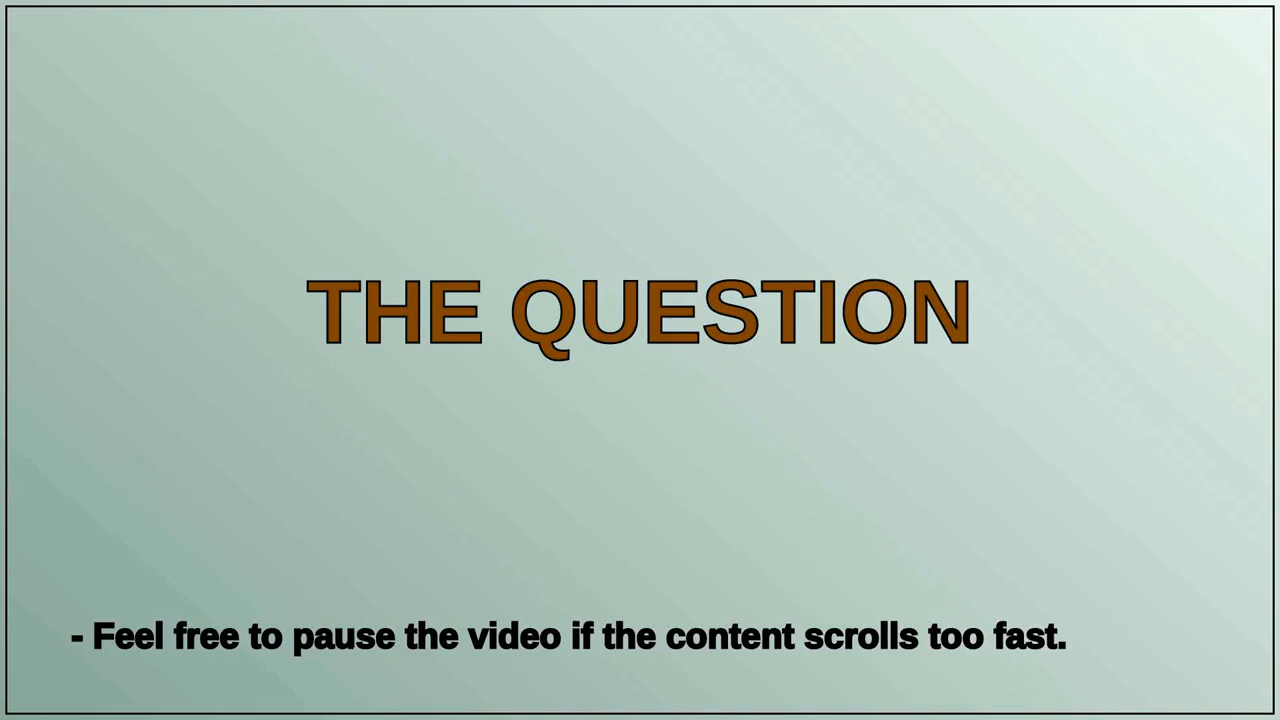 THE QUESTION
- Feel free to pause the video if the content scrolls too fast.